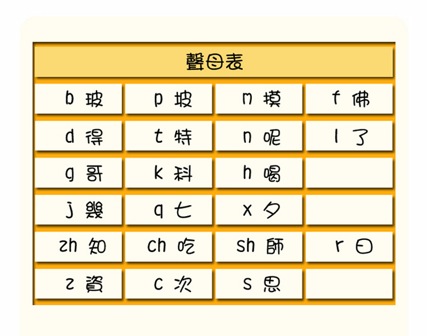 聲母表
b 玻 p 坡 m 摸 f 佛
d 得 t 特 n 呢 l 了
g 哥 k 科 h 喝
j 幾 q 七 x 夕
zh 知 ch 吃 sh 師 r 日
z 資 c 次 s 思